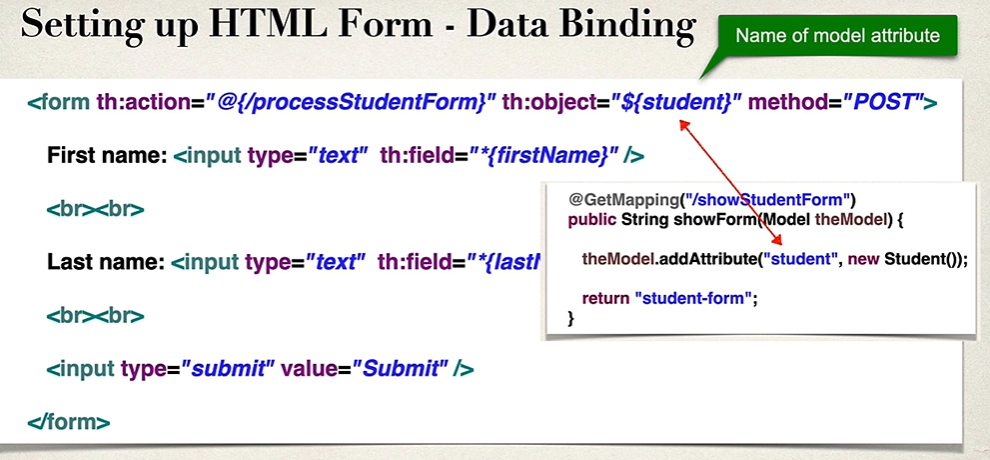 Setting up HTML Form - Data Binding
Name of model attribute
<form th:action="@{/processStudentForm}" th:object="${student}" method="POST">
First name: <input type="text" th:field="*{firstName}" />
<br><br>
Last name: <input type="text" th:field="*{last
<br><br>
<input type="submit" value="Submit" />
</form>
@GetMapping("/showStudentForm")
public String showForm(Model theModel) {
theModel.addAttribute("student", new Student());
return "student-form";
}